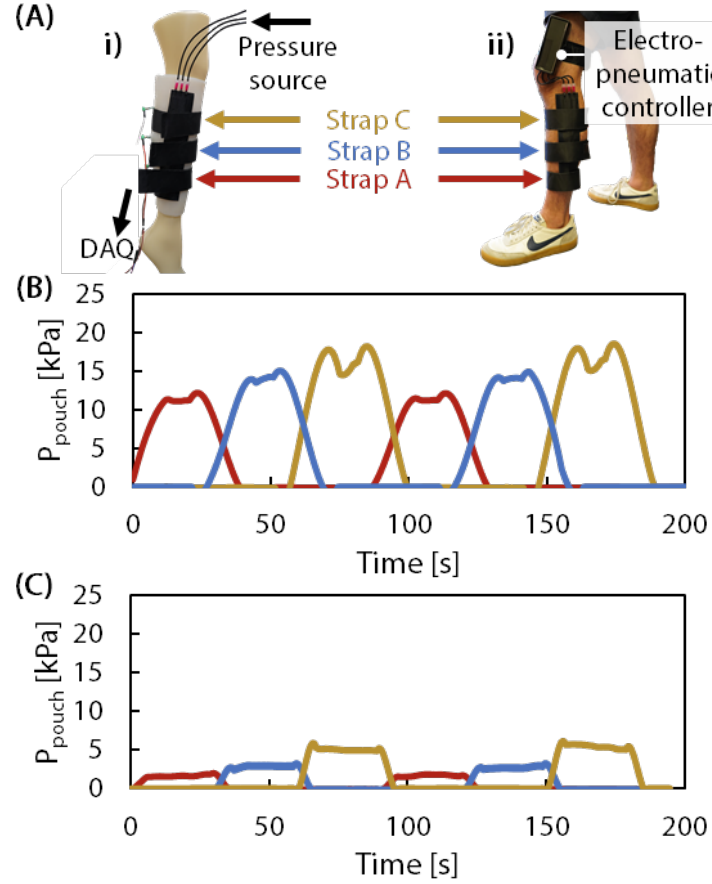 (A)
i)
Pressure
source
ii)
Electro-
pneumatic
controller
Strap C
Strap B
Strap A
DAQ
(B)
P_pouch [kPa]
25
20
15
10
5
0
0 50 100 150 200
Time [s]
(C)
P_pouch [kPa]
25
20
15
10
5
0
0 50 100 150 200
Time [s]